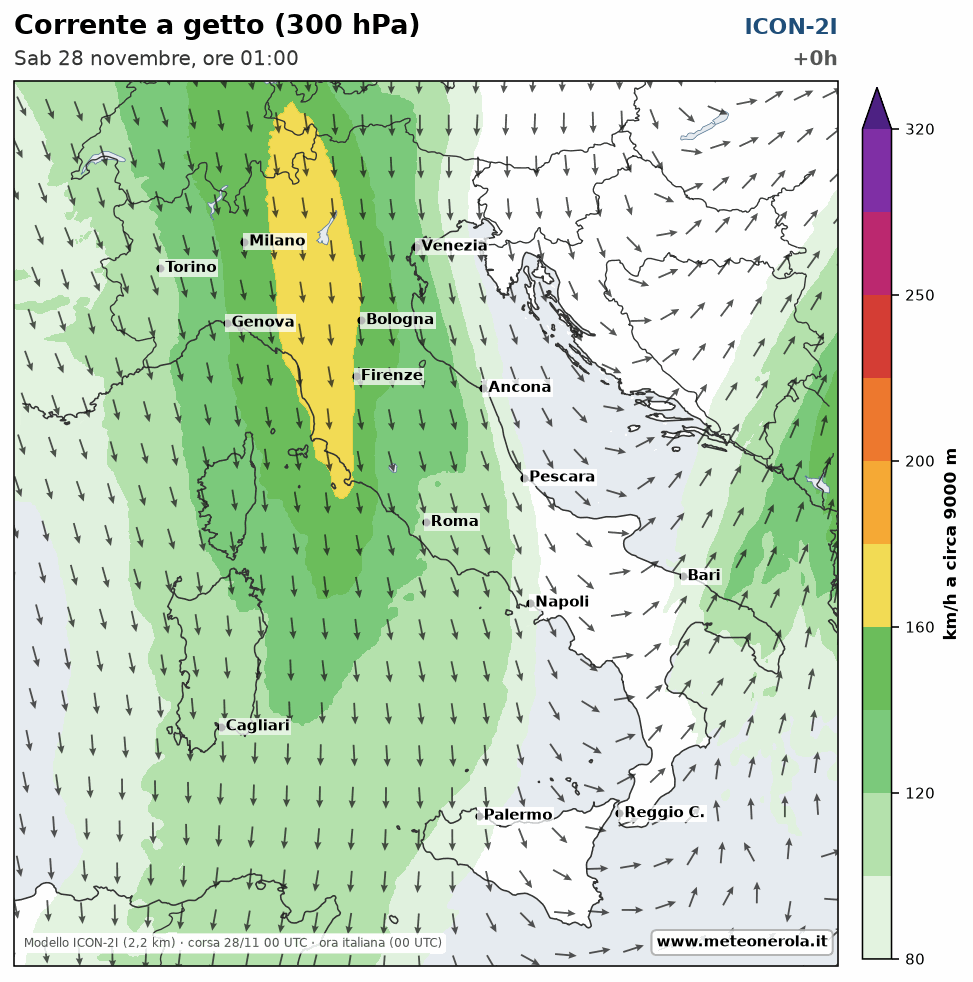 Corrente a getto (300 hPa)
ICON-2I
Sab 28 novembre, ore 01:00
+0h
Milano
Venezia
Torino
Genova
Bologna
Firenze
Ancona
Pescara
Roma
Bari
Napoli
Cagliari
Palermo
Reggio C.
Modello ICON-2I (2,2 km) · corsa 28/11 00 UTC · ora italiana (00 UTC)
www.meteonerola.it
320
250
200
160
120
80
km/h a circa 9000 m